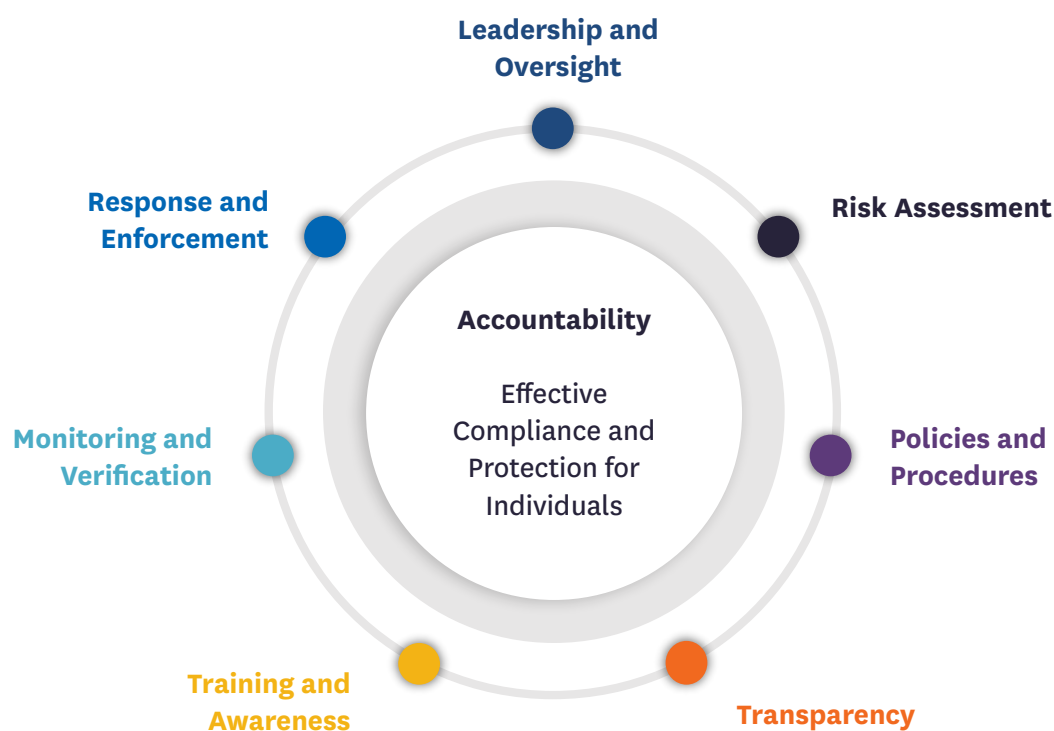 Leadership and
Oversight
Risk Assessment
Policies and
Procedures
Transparency
Training and
Awareness
Monitoring and
Verification
Response and
Enforcement
Accountability
Effective
Compliance and
Protection for
Individuals